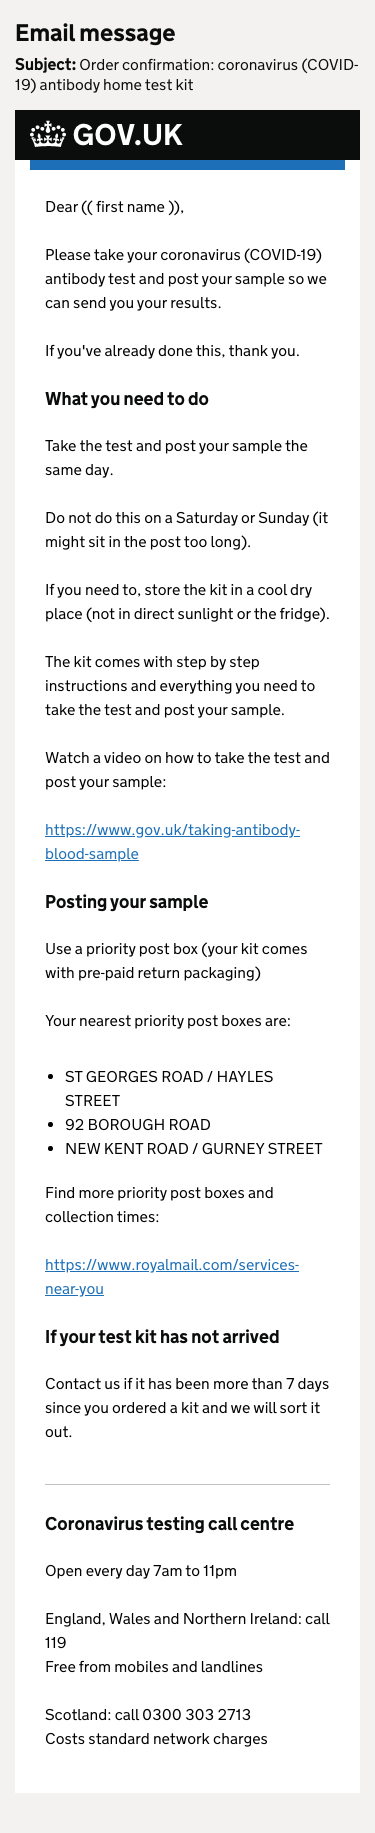 Email message
Subject: Order confirmation: coronavirus (COVID-
19) antibody home test kit
GOV.UK
Dear (( first name )),
Please take your coronavirus (COVID-19)
antibody test and post your sample so we
can send you your results.
If you've already done this, thank you.
What you need to do
Take the test and post your sample the
same day.
Do not do this on a Saturday or Sunday (it
might sit in the post too long).
If you need to, store the kit in a cool dry
place (not in direct sunlight or the fridge).
The kit comes with step by step
instructions and everything you need to
take the test and post your sample.
Watch a video on how to take the test and
post your sample:
https://www.gov.uk/taking-antibody-
blood-sample
Posting your sample
Use a priority post box (your kit comes
with pre-paid return packaging)
Your nearest priority post boxes are:
• ST GEORGES ROAD / HAYLES
STREET
• 92 BOROUGH ROAD
• NEW KENT ROAD / GURNEY STREET
Find more priority post boxes and
collection times:
https://www.royalmail.com/services-
near-you
If your test kit has not arrived
Contact us if it has been more than 7 days
since you ordered a kit and we will sort it
out.
Coronavirus testing call centre
Open every day 7am to 11pm
England, Wales and Northern Ireland: call
119
Free from mobiles and landlines
Scotland: call 0300 303 2713
Costs standard network charges